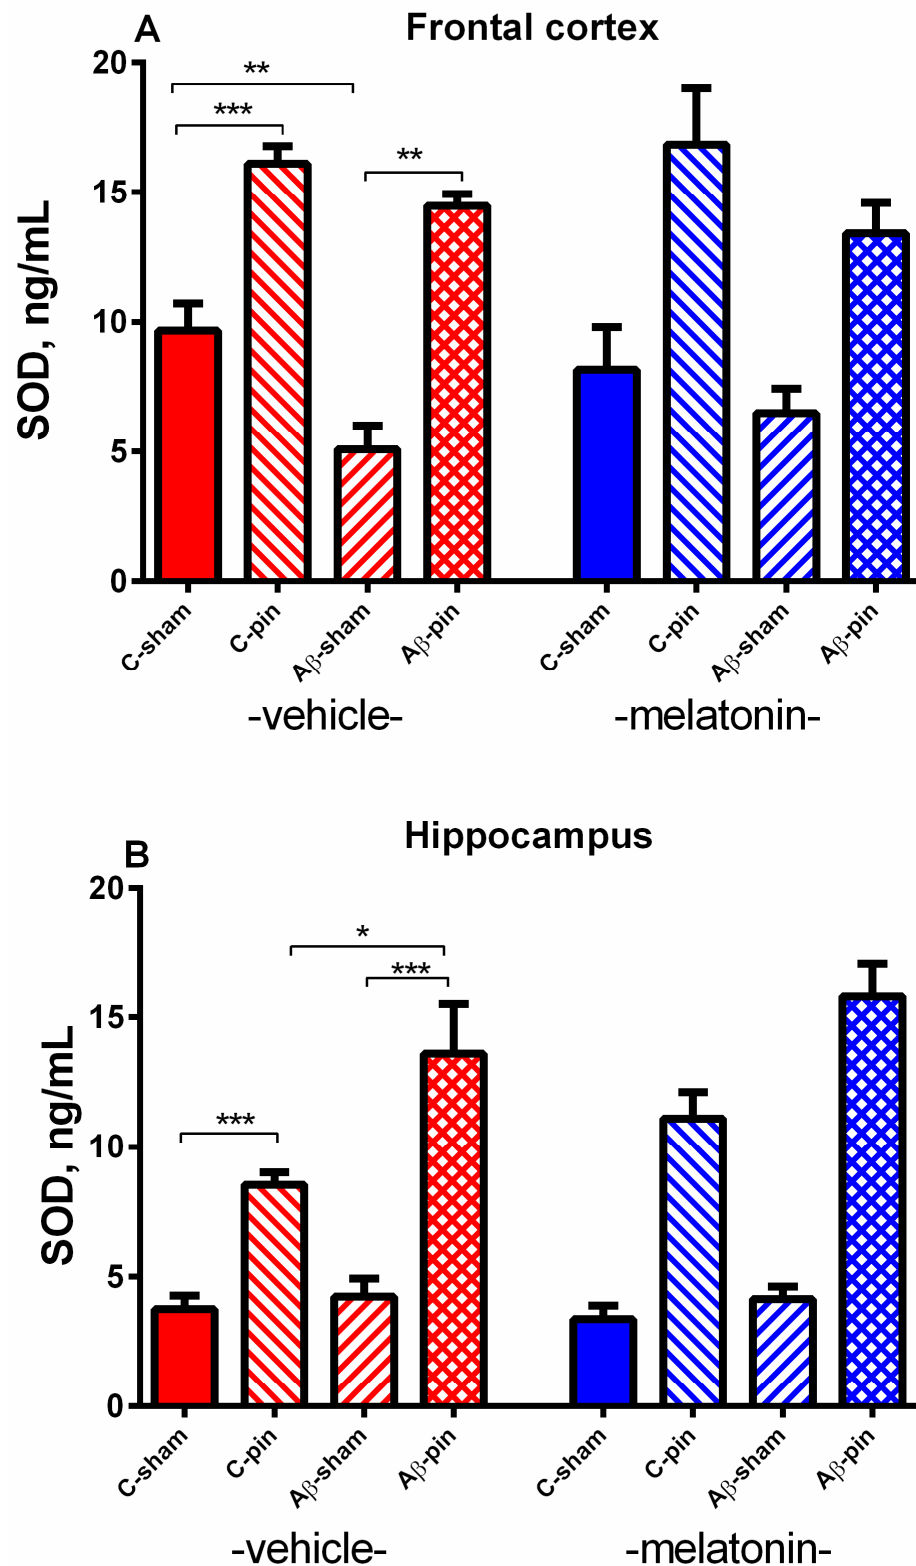 A
Frontal cortex
SOD, ng/mL
20
15
10
5
0
**
***
**
C-sham
C-pin
Aβ-sham
Aβ-pin
C-sham
C-pin
Aβ-sham
Aβ-pin
-vehicle-
-melatonin-
B
Hippocampus
SOD, ng/mL
20
15
10
5
0
*
***
***
C-sham
C-pin
Aβ-sham
Aβ-pin
C-sham
C-pin
Aβ-sham
Aβ-pin
-vehicle-
-melatonin-